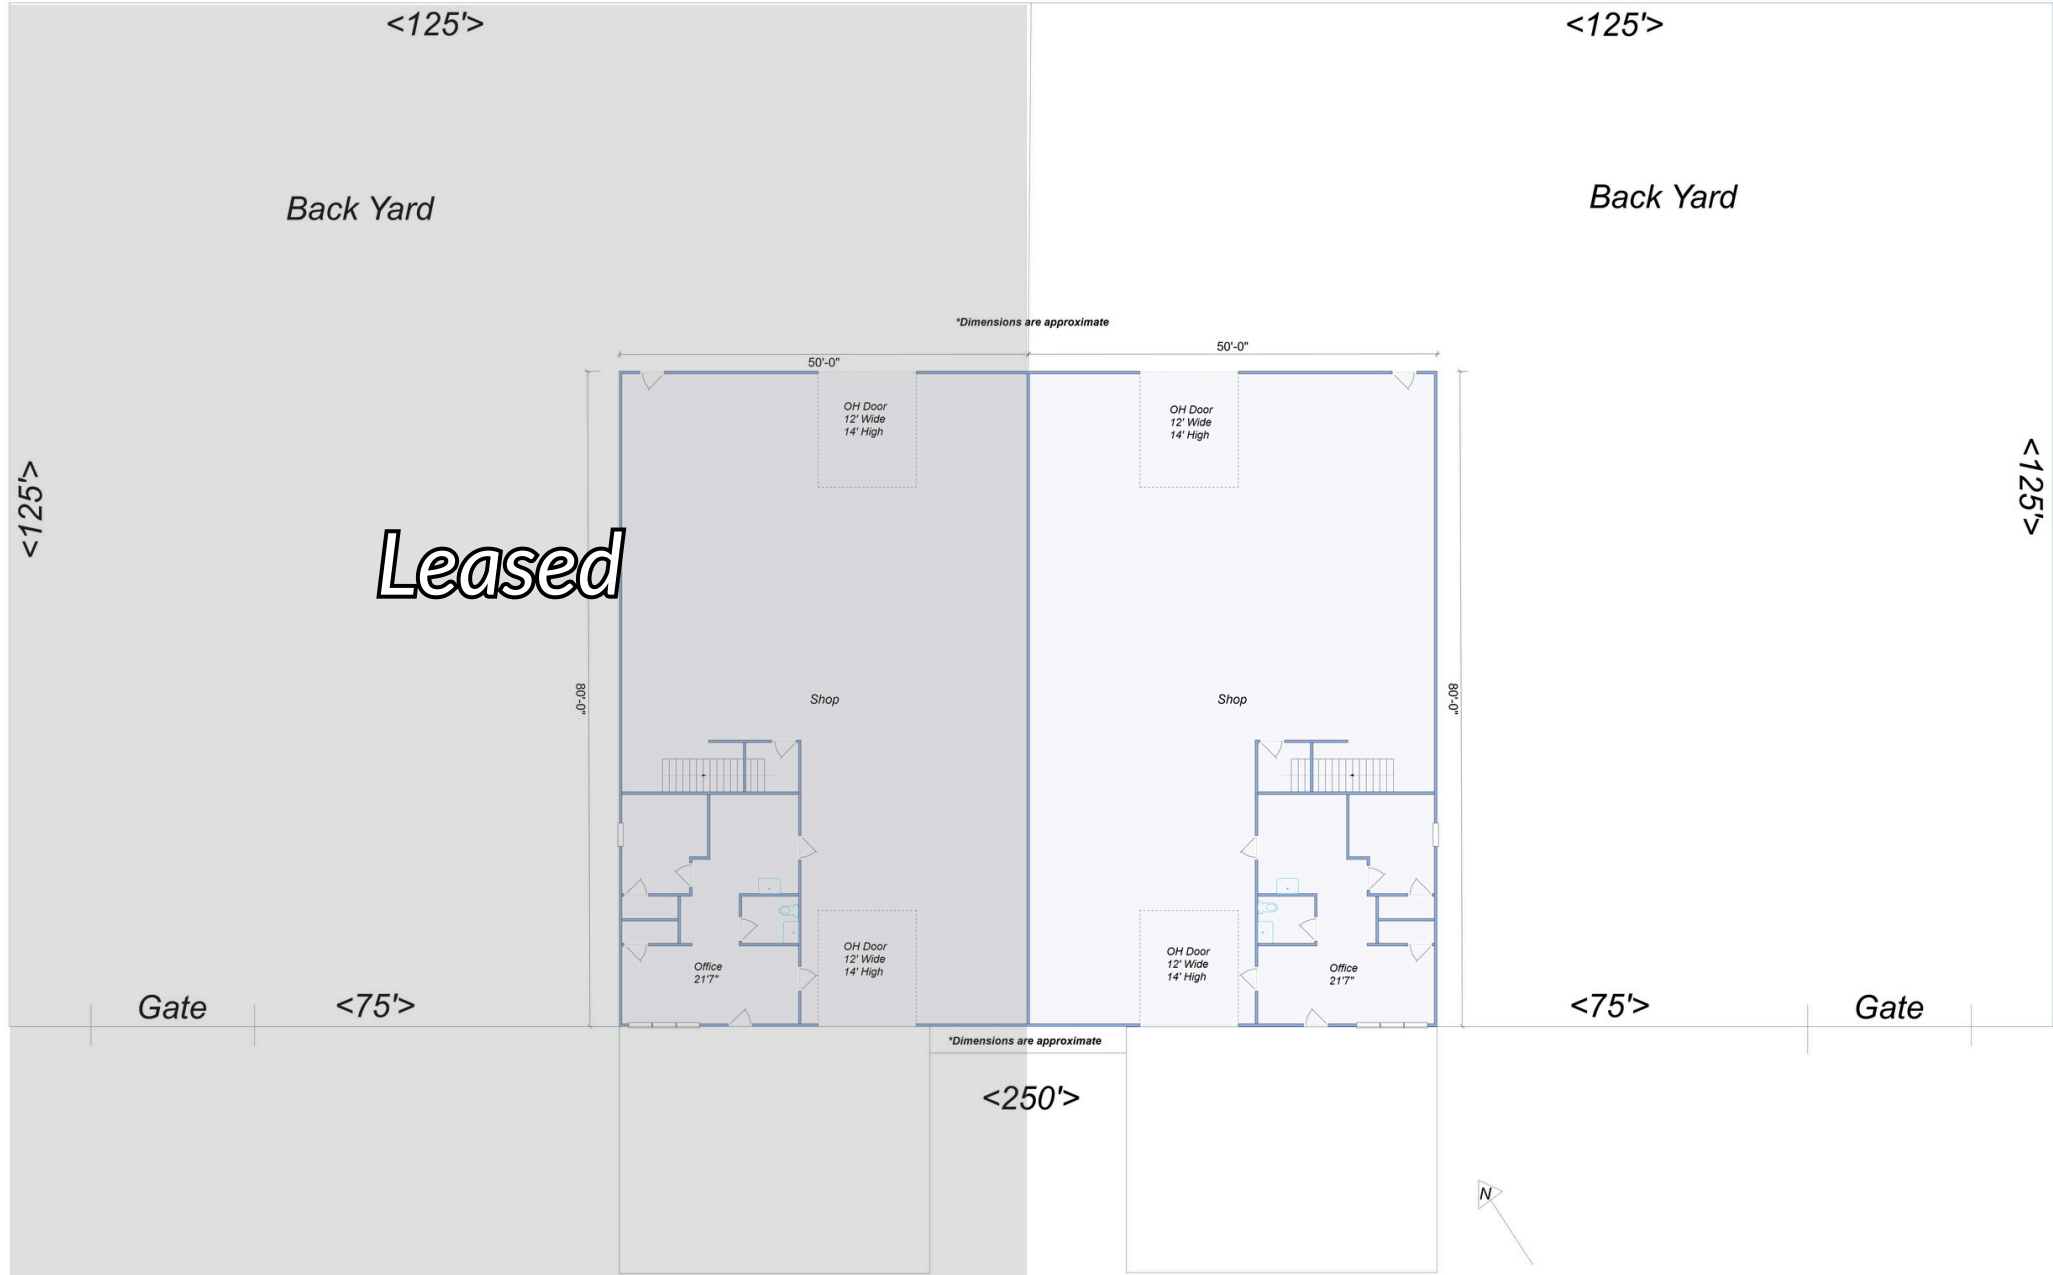 <125'>
<125'>
Back Yard
Back Yard
*Dimensions are approximate
50'-0"
50'-0"
OH Door
12' Wide
14' High
OH Door
12' Wide
14' High
<125'>
<125'>
Leased
80'-0"
Shop
Shop
80'-0"
OH Door
12' Wide
14' High
OH Door
12' Wide
14' High
Office
21'7"
Office
21'7"
Gate
<75'>
<75'>
Gate
*Dimensions are approximate
<250'>
N